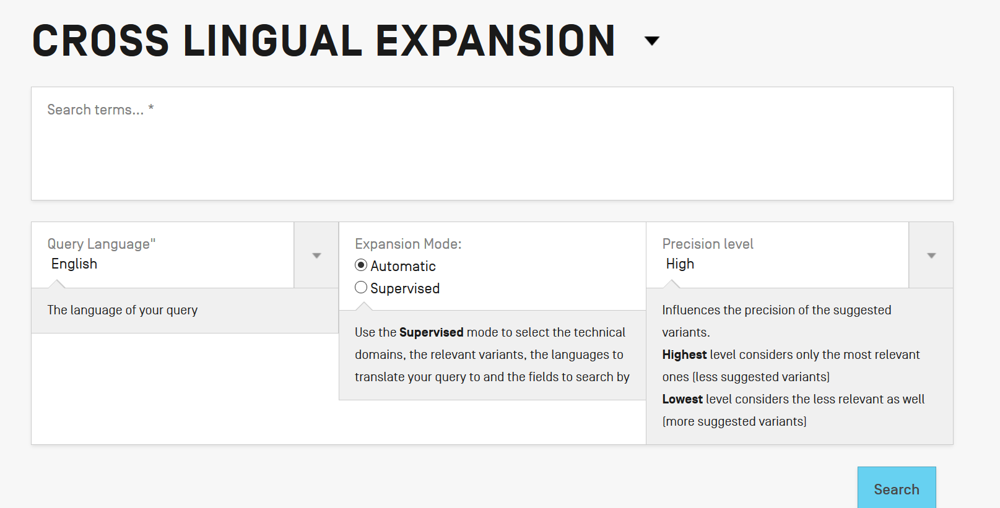 CROSS LINGUAL EXPANSION
Search terms... *
Query Language"
English
The language of your query
Expansion Mode:
Automatic
Supervised
Use the Supervised mode to select the technical
domains, the relevant variants, the languages to
translate your query to and the fields to search by
Precision level
High
Influences the precision of the suggested
variants.
Highest level considers only the most relevant
ones (less suggested variants)
Lowest level considers the less relevant as well
(more suggested variants)
Search